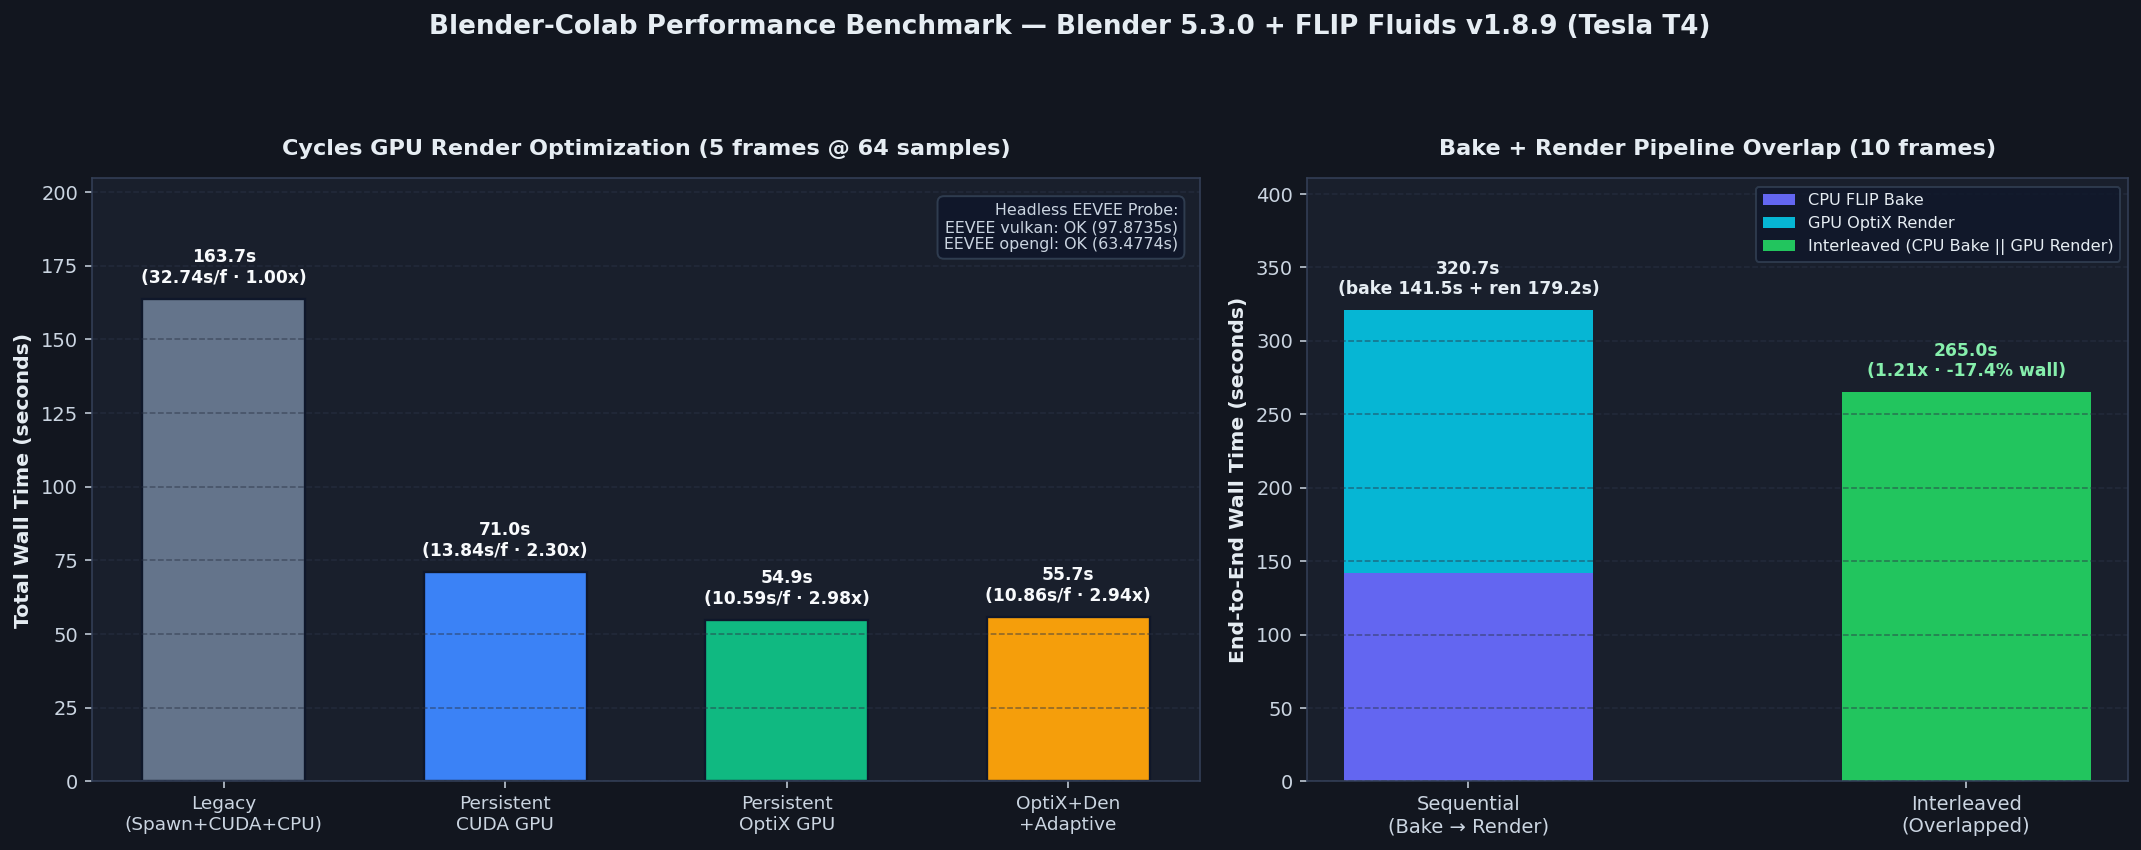 Blender-Colab Performance Benchmark — Blender 5.3.0 + FLIP Fluids v1.8.9 (Tesla T4)
Cycles GPU Render Optimization (5 frames @ 64 samples)
Total Wall Time (seconds)
200
175
150
125
100
75
50
25
0
Headless EEVEE Probe:
EEVEE vulkan: OK (97.8735s)
EEVEE opengl: OK (63.4774s)
163.7s
(32.74s/f · 1.00x)
71.0s
(13.84s/f · 2.30x)
54.9s
(10.59s/f · 2.98x)
55.7s
(10.86s/f · 2.94x)
Legacy
(Spawn+CUDA+CPU)
Persistent
CUDA GPU
Persistent
OptiX GPU
OptiX+Den
+Adaptive
Bake + Render Pipeline Overlap (10 frames)
End-to-End Wall Time (seconds)
400
350
300
250
200
150
100
50
0
CPU FLIP Bake
GPU OptiX Render
Interleaved (CPU Bake || GPU Render)
320.7s
(bake 141.5s + ren 179.2s)
265.0s
(1.21x · -17.4% wall)
Sequential
(Bake → Render)
Interleaved
(Overlapped)